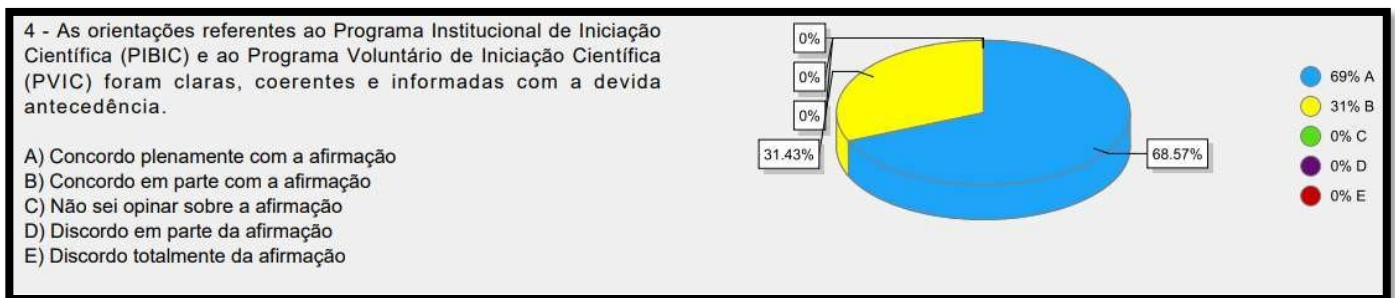 4 - As orientações referentes ao Programa Institucional de Iniciação
Científica (PIBIC) e ao Programa Voluntário de Iniciação Científica
(PVIC) foram claras, coerentes e informadas com a devida
antecedência.
A) Concordo plenamente com a afirmação
B) Concordo em parte com a afirmação
C) Não sei opinar sobre a afirmação
D) Discordo em parte da afirmação
E) Discordo totalmente da afirmação
0%
0%
0%
31.43%
68.57%
69% A
31% B
0% C
0% D
0% E